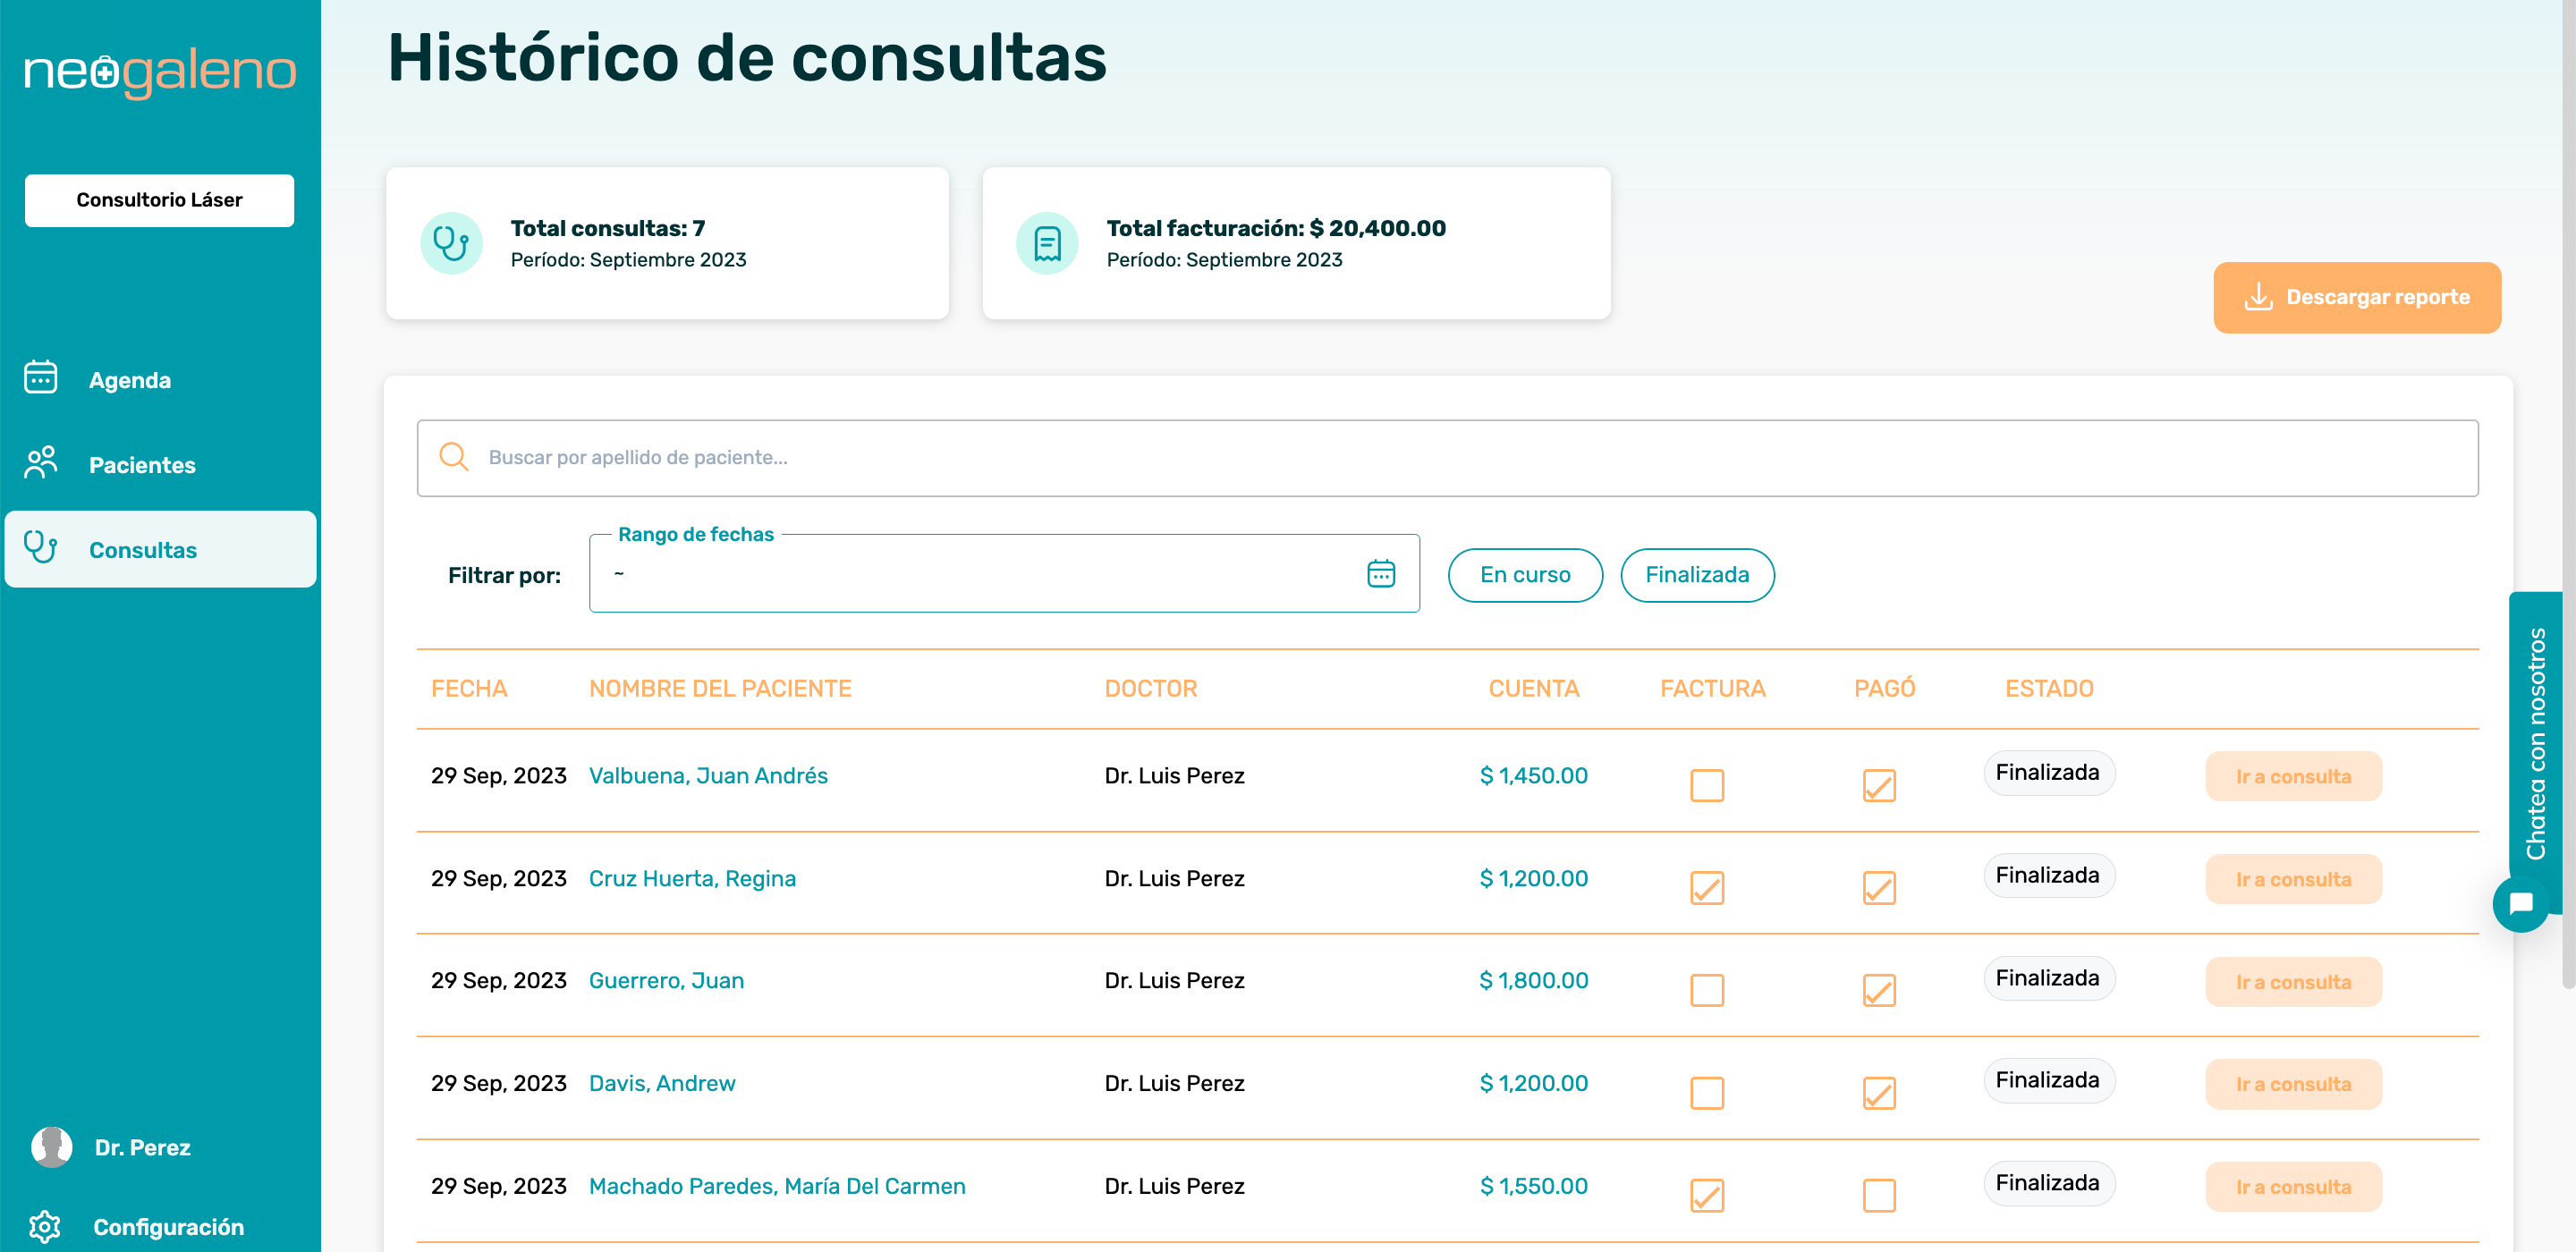 neogaleno
Consultorio Láser
Agenda
Pacientes
Consultas
Dr. Perez
Configuración
Histórico de consultas
Total consultas: 7
Período: Septiembre 2023
Total facturación: $ 20,400.00
Período: Septiembre 2023
Descargar reporte
Buscar por apellido de paciente...
Filtrar por:
Rango de fechas
~
En curso
Finalizada
FECHA NOMBRE DEL PACIENTE DOCTOR CUENTA FACTURA PAGÓ ESTADO
29 Sep, 2023 Valbuena, Juan Andrés Dr. Luis Perez $ 1,450.00 Finalizada Ir a consulta
29 Sep, 2023 Cruz Huerta, Regina Dr. Luis Perez $ 1,200.00 Finalizada Ir a consulta
29 Sep, 2023 Guerrero, Juan Dr. Luis Perez $ 1,800.00 Finalizada Ir a consulta
29 Sep, 2023 Davis, Andrew Dr. Luis Perez $ 1,200.00 Finalizada Ir a consulta
29 Sep, 2023 Machado Paredes, María Del Carmen Dr. Luis Perez $ 1,550.00 Finalizada Ir a consulta
Chatea con nosotros